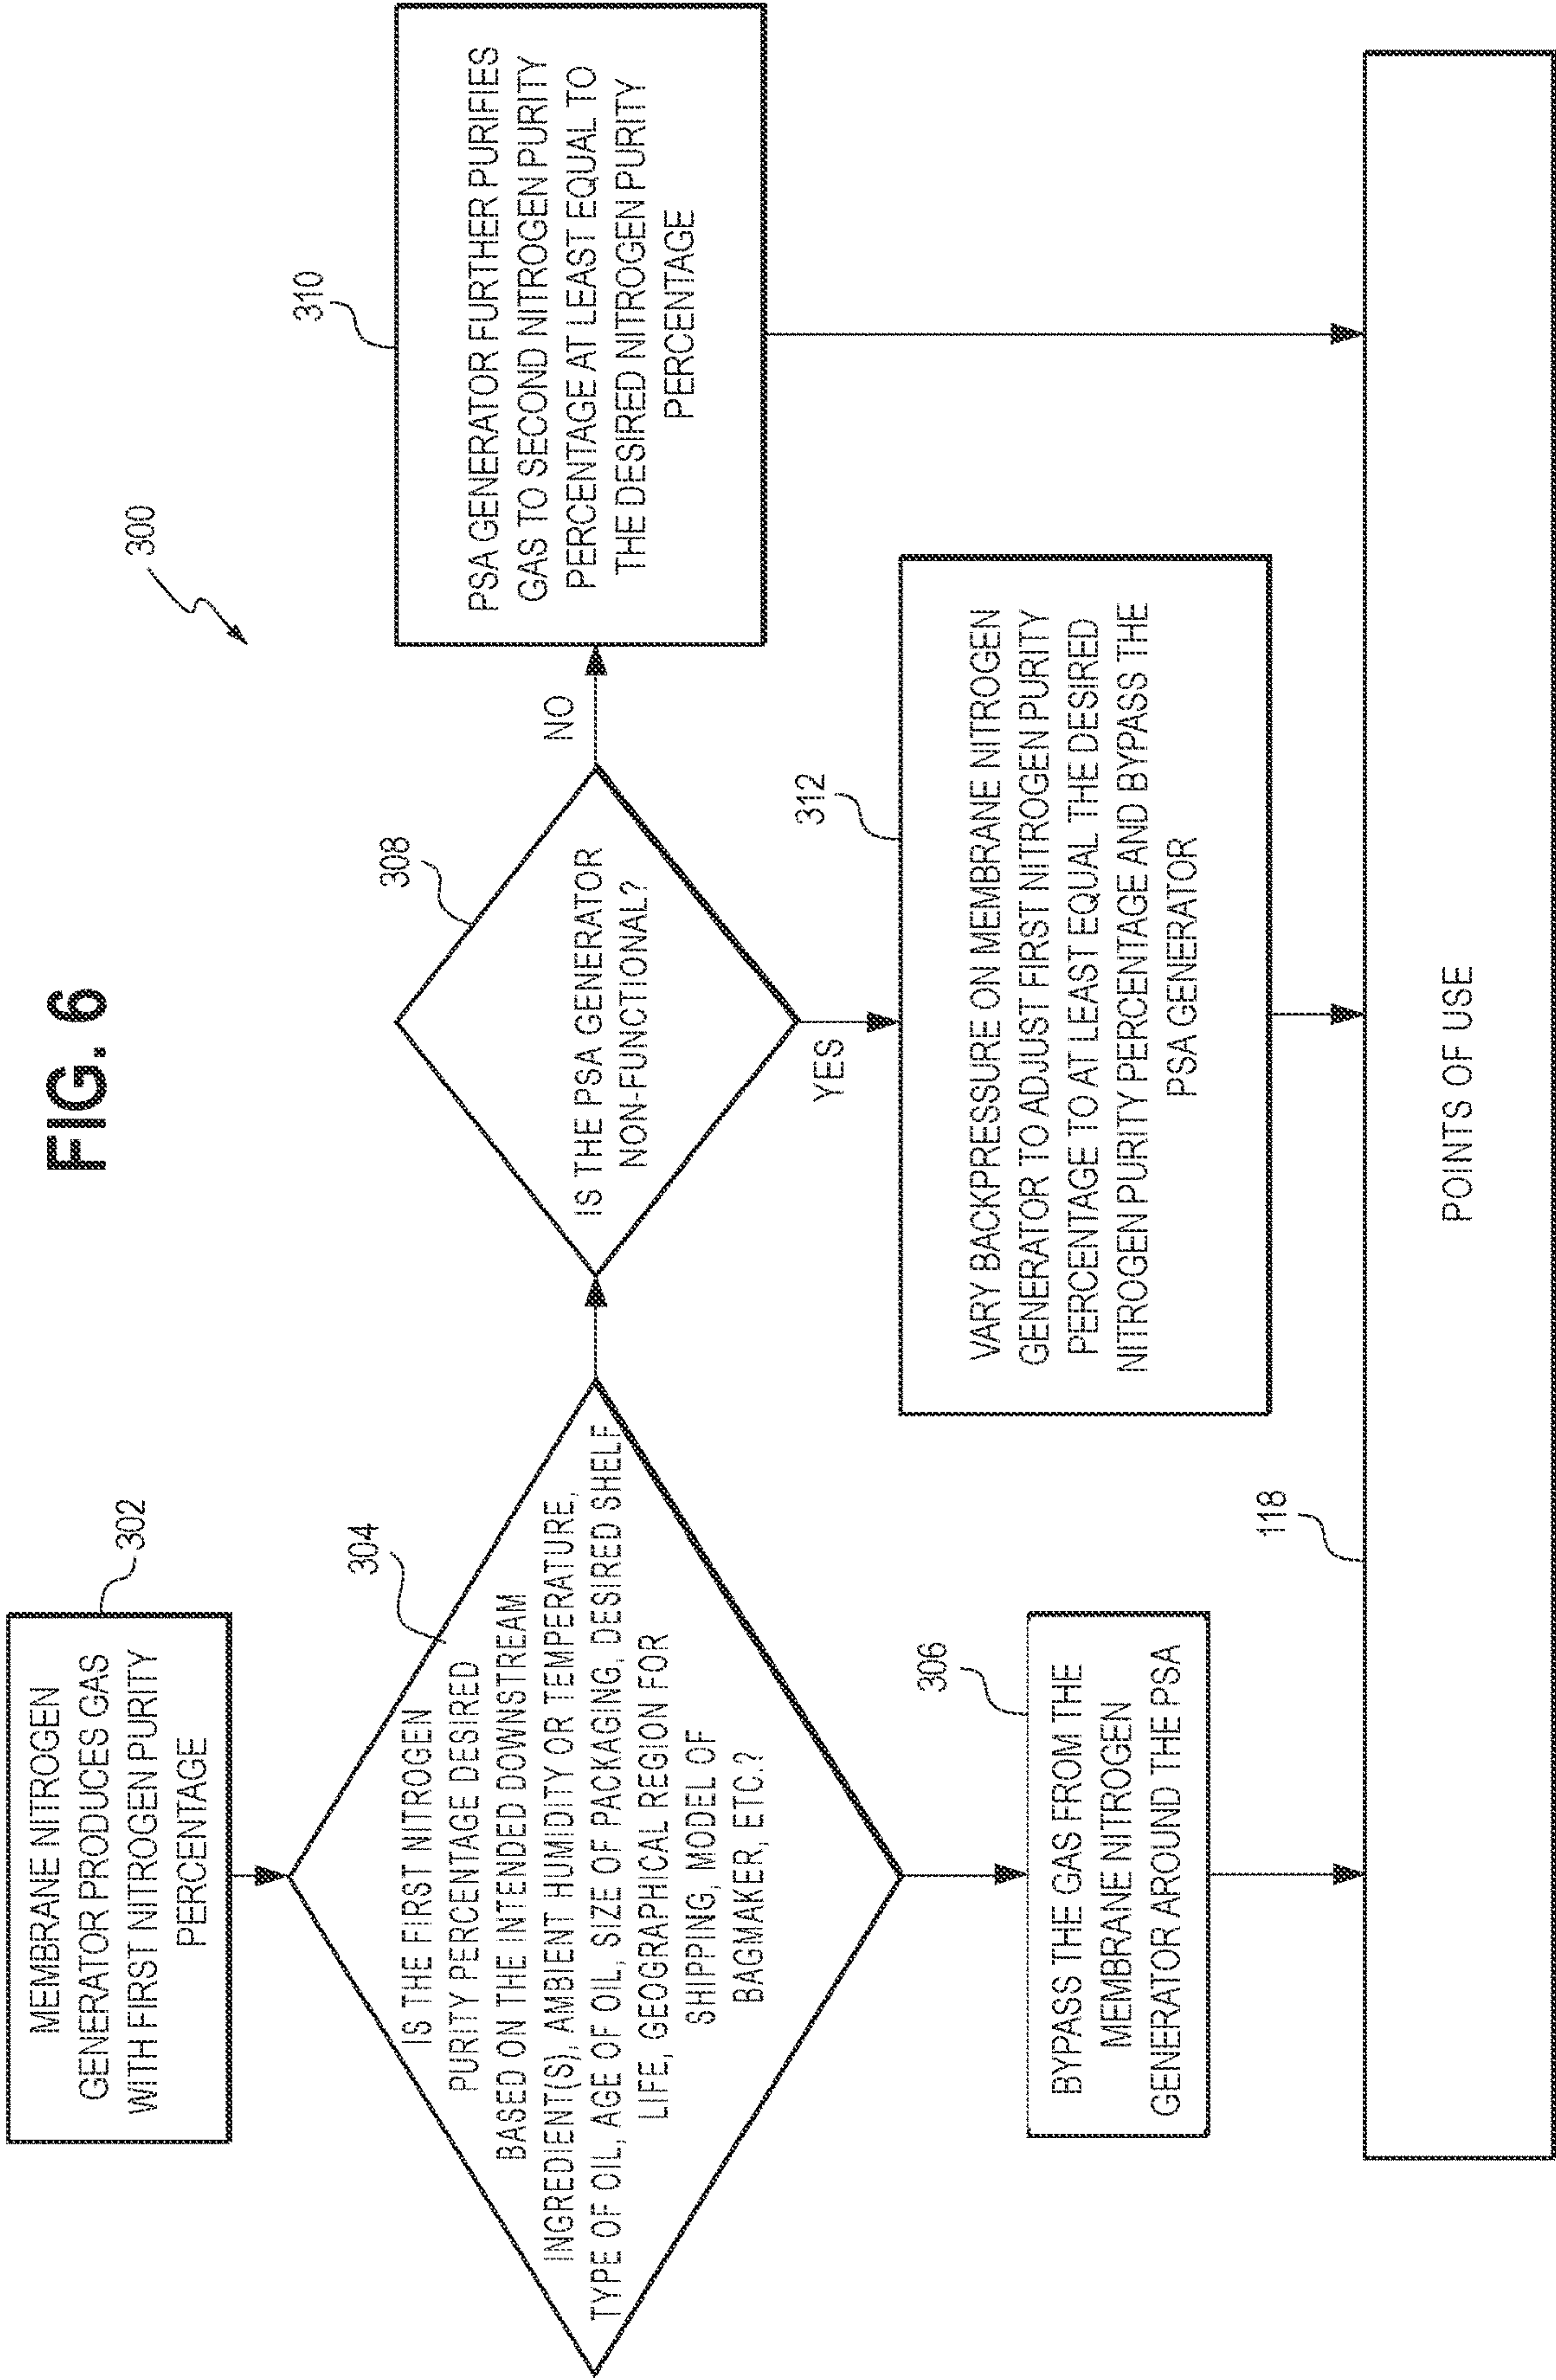 FIG. 6
300
302
MEMBRANE NITROGEN
GENERATOR PRODUCES GAS
WITH FIRST NITROGEN PURITY
PERCENTAGE
304
IS THE FIRST NITROGEN
PURITY PERCENTAGE DESIRED
BASED ON THE INTENDED DOWNSTREAM
INGREDIENT(S), AMBIENT HUMIDITY OR TEMPERATURE,
TYPE OF OIL, AGE OF OIL, SIZE OF PACKAGING, DESIRED SHELF
LIFE, GEOGRAPHICAL REGION FOR
SHIPPING, MODEL OF
BAGMAKER, ETC.?
306
BYPASS THE GAS FROM THE
MEMBRANE NITROGEN
GENERATOR AROUND THE PSA
308
IS THE PSA GENERATOR
NON-FUNCTIONAL?
NO
YES
310
PSA GENERATOR FURTHER PURIFIES
GAS TO SECOND NITROGEN PURITY
PERCENTAGE AT LEAST EQUAL TO
THE DESIRED NITROGEN PURITY
PERCENTAGE
312
VARY BACKPRESSURE ON MEMBRANE NITROGEN
GENERATOR TO ADJUST FIRST NITROGEN PURITY
PERCENTAGE TO AT LEAST EQUAL THE DESIRED
NITROGEN PURITY PERCENTAGE AND BYPASS THE
PSA GENERATOR
118
POINTS OF USE